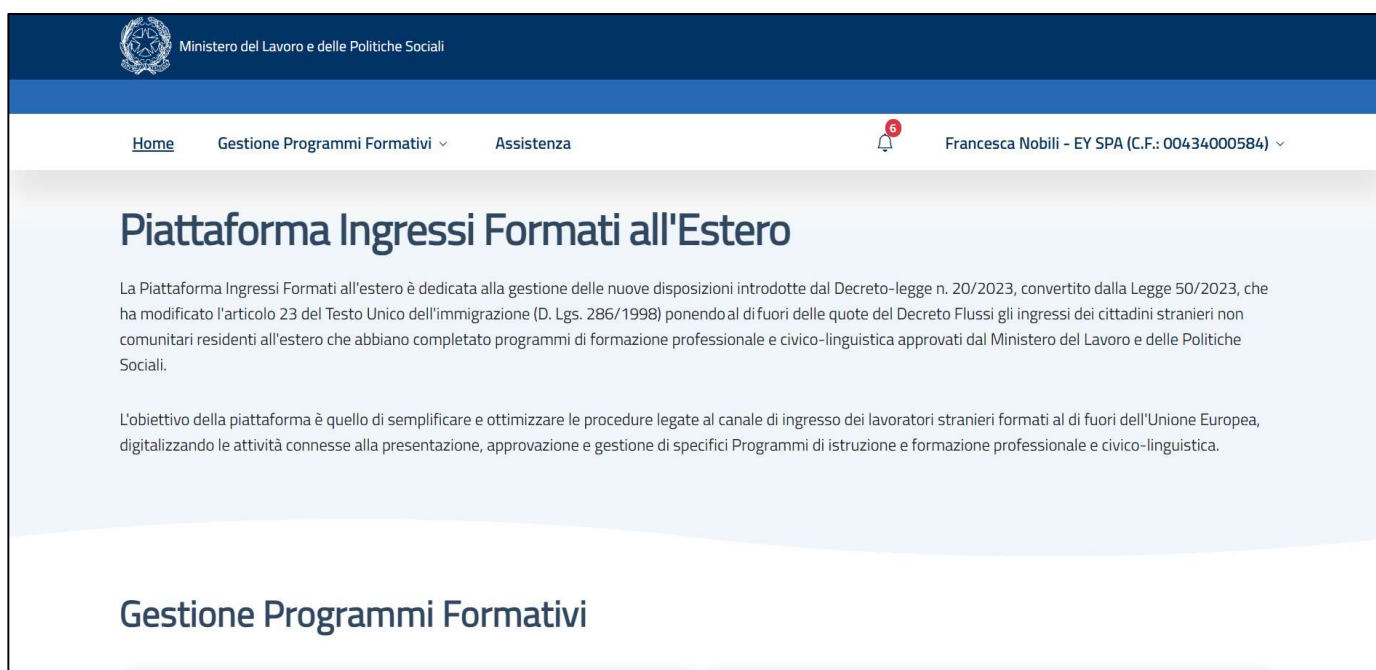 Ministero del Lavoro e delle Politiche Sociali
Home Gestione Programmi Formativi Assistenza 6 Francesca Nobili - EY SPA (C.F.: 00434000584)
Piattaforma Ingressi Formati all'Estero
La Piattaforma Ingressi Formati all'estero è dedicata alla gestione delle nuove disposizioni introdotte dal Decreto-legge n. 20/2023, convertito dalla Legge 50/2023, che
ha modificato l'articolo 23 del Testo Unico dell'immigrazione (D. Lgs. 286/1998) ponendo al di fuori delle quote del Decreto Flussi gli ingressi dei cittadini stranieri non
comunitari residenti all'estero che abbiano completato programmi di formazione professionale e civico-linguistica approvati dal Ministero del Lavoro e delle Politiche
Sociali.
L'obiettivo della piattaforma è quello di semplificare e ottimizzare le procedure legate al canale di ingresso dei lavoratori stranieri formati al di fuori dell'Unione Europea,
digitalizzando le attività connesse alla presentazione, approvazione e gestione di specifici Programmi di istruzione e formazione professionale e civico-linguistica.
Gestione Programmi Formativi